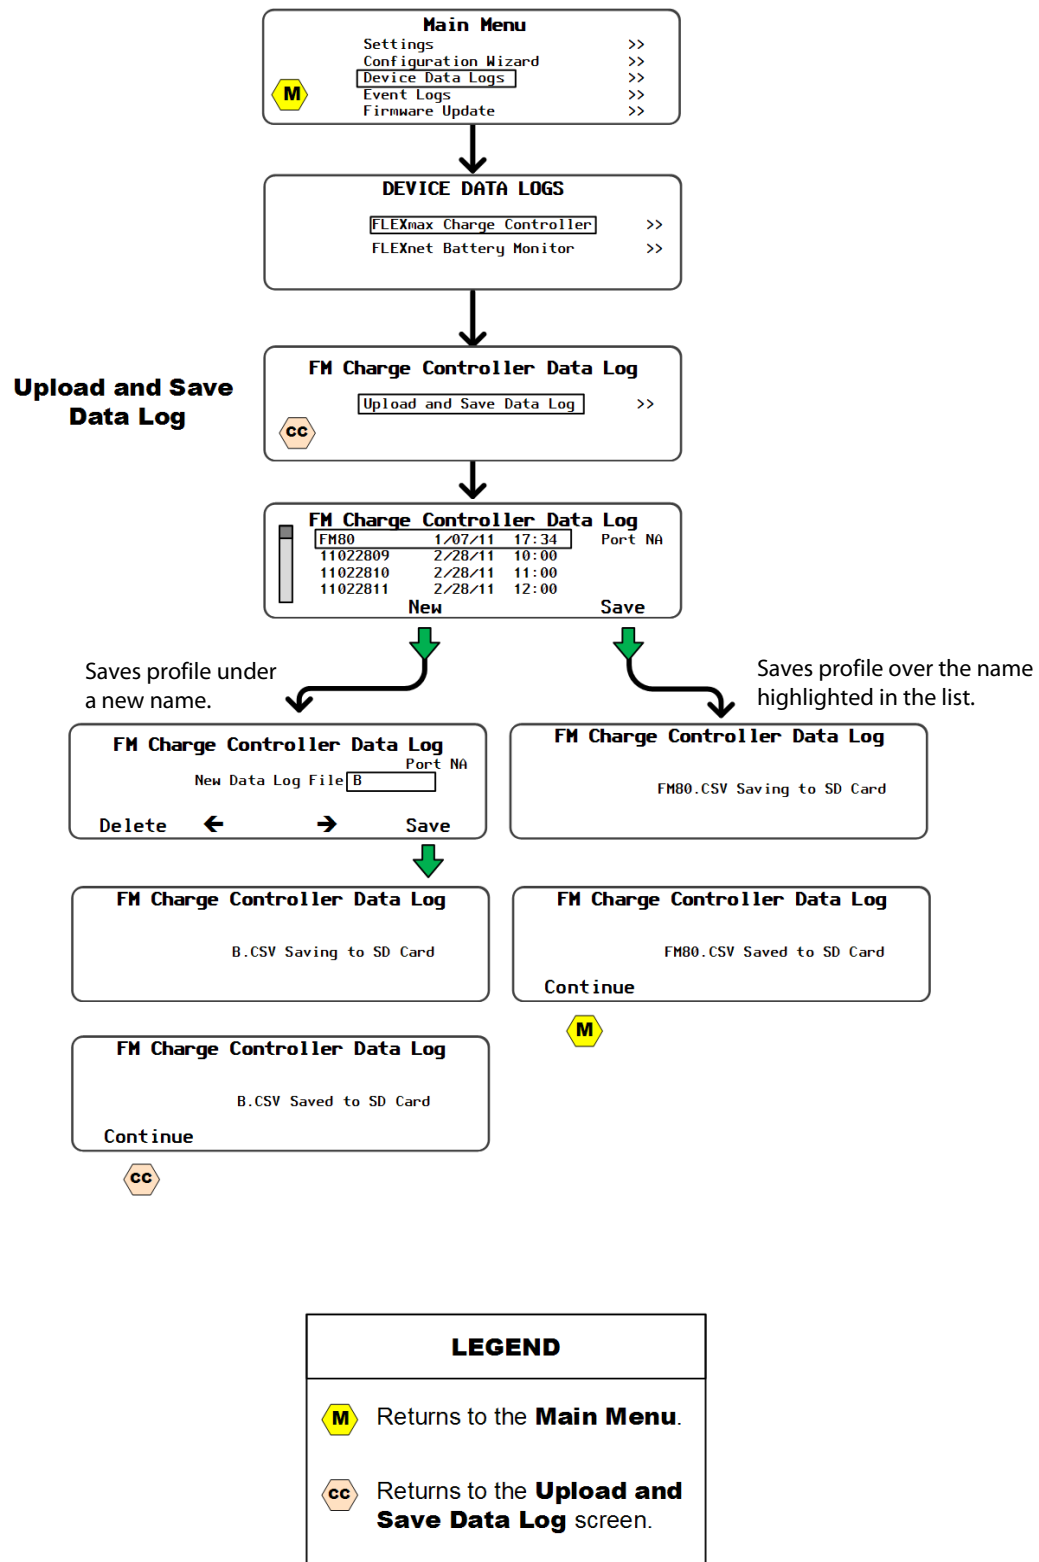 Main Menu
Settings >>
Configuration Wizard >>
Device Data Logs >>
M
Event Logs >>
Firmware Update >>
DEVICE DATA LOGS
FLEXmax Charge Controller >>
FLEXnet Battery Monitor >>
Upload and Save
Data Log
FM Charge Controller Data Log
Upload and Save Data Log >>
CC
FM Charge Controller Data Log
FM80 1/07/11 17:34 Port NA
11022809 2/28/11 10:00
11022810 2/28/11 11:00
11022811 2/28/11 12:00
New Save
Saves profile under
a new name.
Saves profile over the name
highlighted in the list.
FM Charge Controller Data Log
Port NA
New Data Log File B
Delete ← → Save
FM Charge Controller Data Log
FM80.CSV Saving to SD Card
FM Charge Controller Data Log
B.CSV Saving to SD Card
FM Charge Controller Data Log
FM80.CSV Saved to SD Card
Continue
M
FM Charge Controller Data Log
B.CSV Saved to SD Card
Continue
CC
LEGEND
M Returns to the Main Menu.
CC Returns to the Upload and
Save Data Log screen.